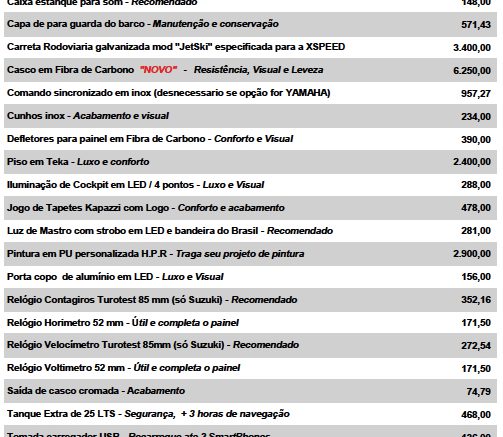 Caixa estanque para som - Recomendado 148,00
Capa de para guarda do barco - Manutenção e conservação 571,43
Carreta Rodoviaria galvanizada mod "JetSki" especificada para a XSPEED 3.400,00
Casco em Fibra de Carbono "NOVO" - Resistência, Visual e Leveza 6.250,00
Comando sincronizado em inox (desnecessario se opção for YAMAHA) 957,27
Cunhos inox - Acabamento e visual 234,00
Defletores para painel em Fibra de Carbono - Conforto e Visual 390,00
Piso em Teka - Luxo e conforto 2.400,00
Iluminação de Cockpit em LED / 4 pontos - Luxo e Visual 288,00
Jogo de Tapetes Kapazzi com Logo - Conforto e acabamento 478,00
Luz de Mastro com strobo em LED e bandeira do Brasil - Recomendado 281,00
Pintura em PU personalizada H.P.R - Traga seu projeto de pintura 2.900,00
Porta copo de alumínio em LED - Luxo e Visual 156,00
Relógio Contagiros Turotest 85 mm (só Suzuki) - Recomendado 352,16
Relógio Horimetro 52 mm - Útil e completa o painel 171,50
Relógio Velocímetro Turotest 85mm (só Suzuki) - Recomendado 272,54
Relógio Voltimetro 52 mm - Útil e completa o painel 171,50
Saída de casco cromada - Acabamento 74,79
Tanque Extra de 25 LTS - Segurança, + 3 horas de navegação 468,00
Tomada carregador USB - Recarregue ate 2 SmartPhones